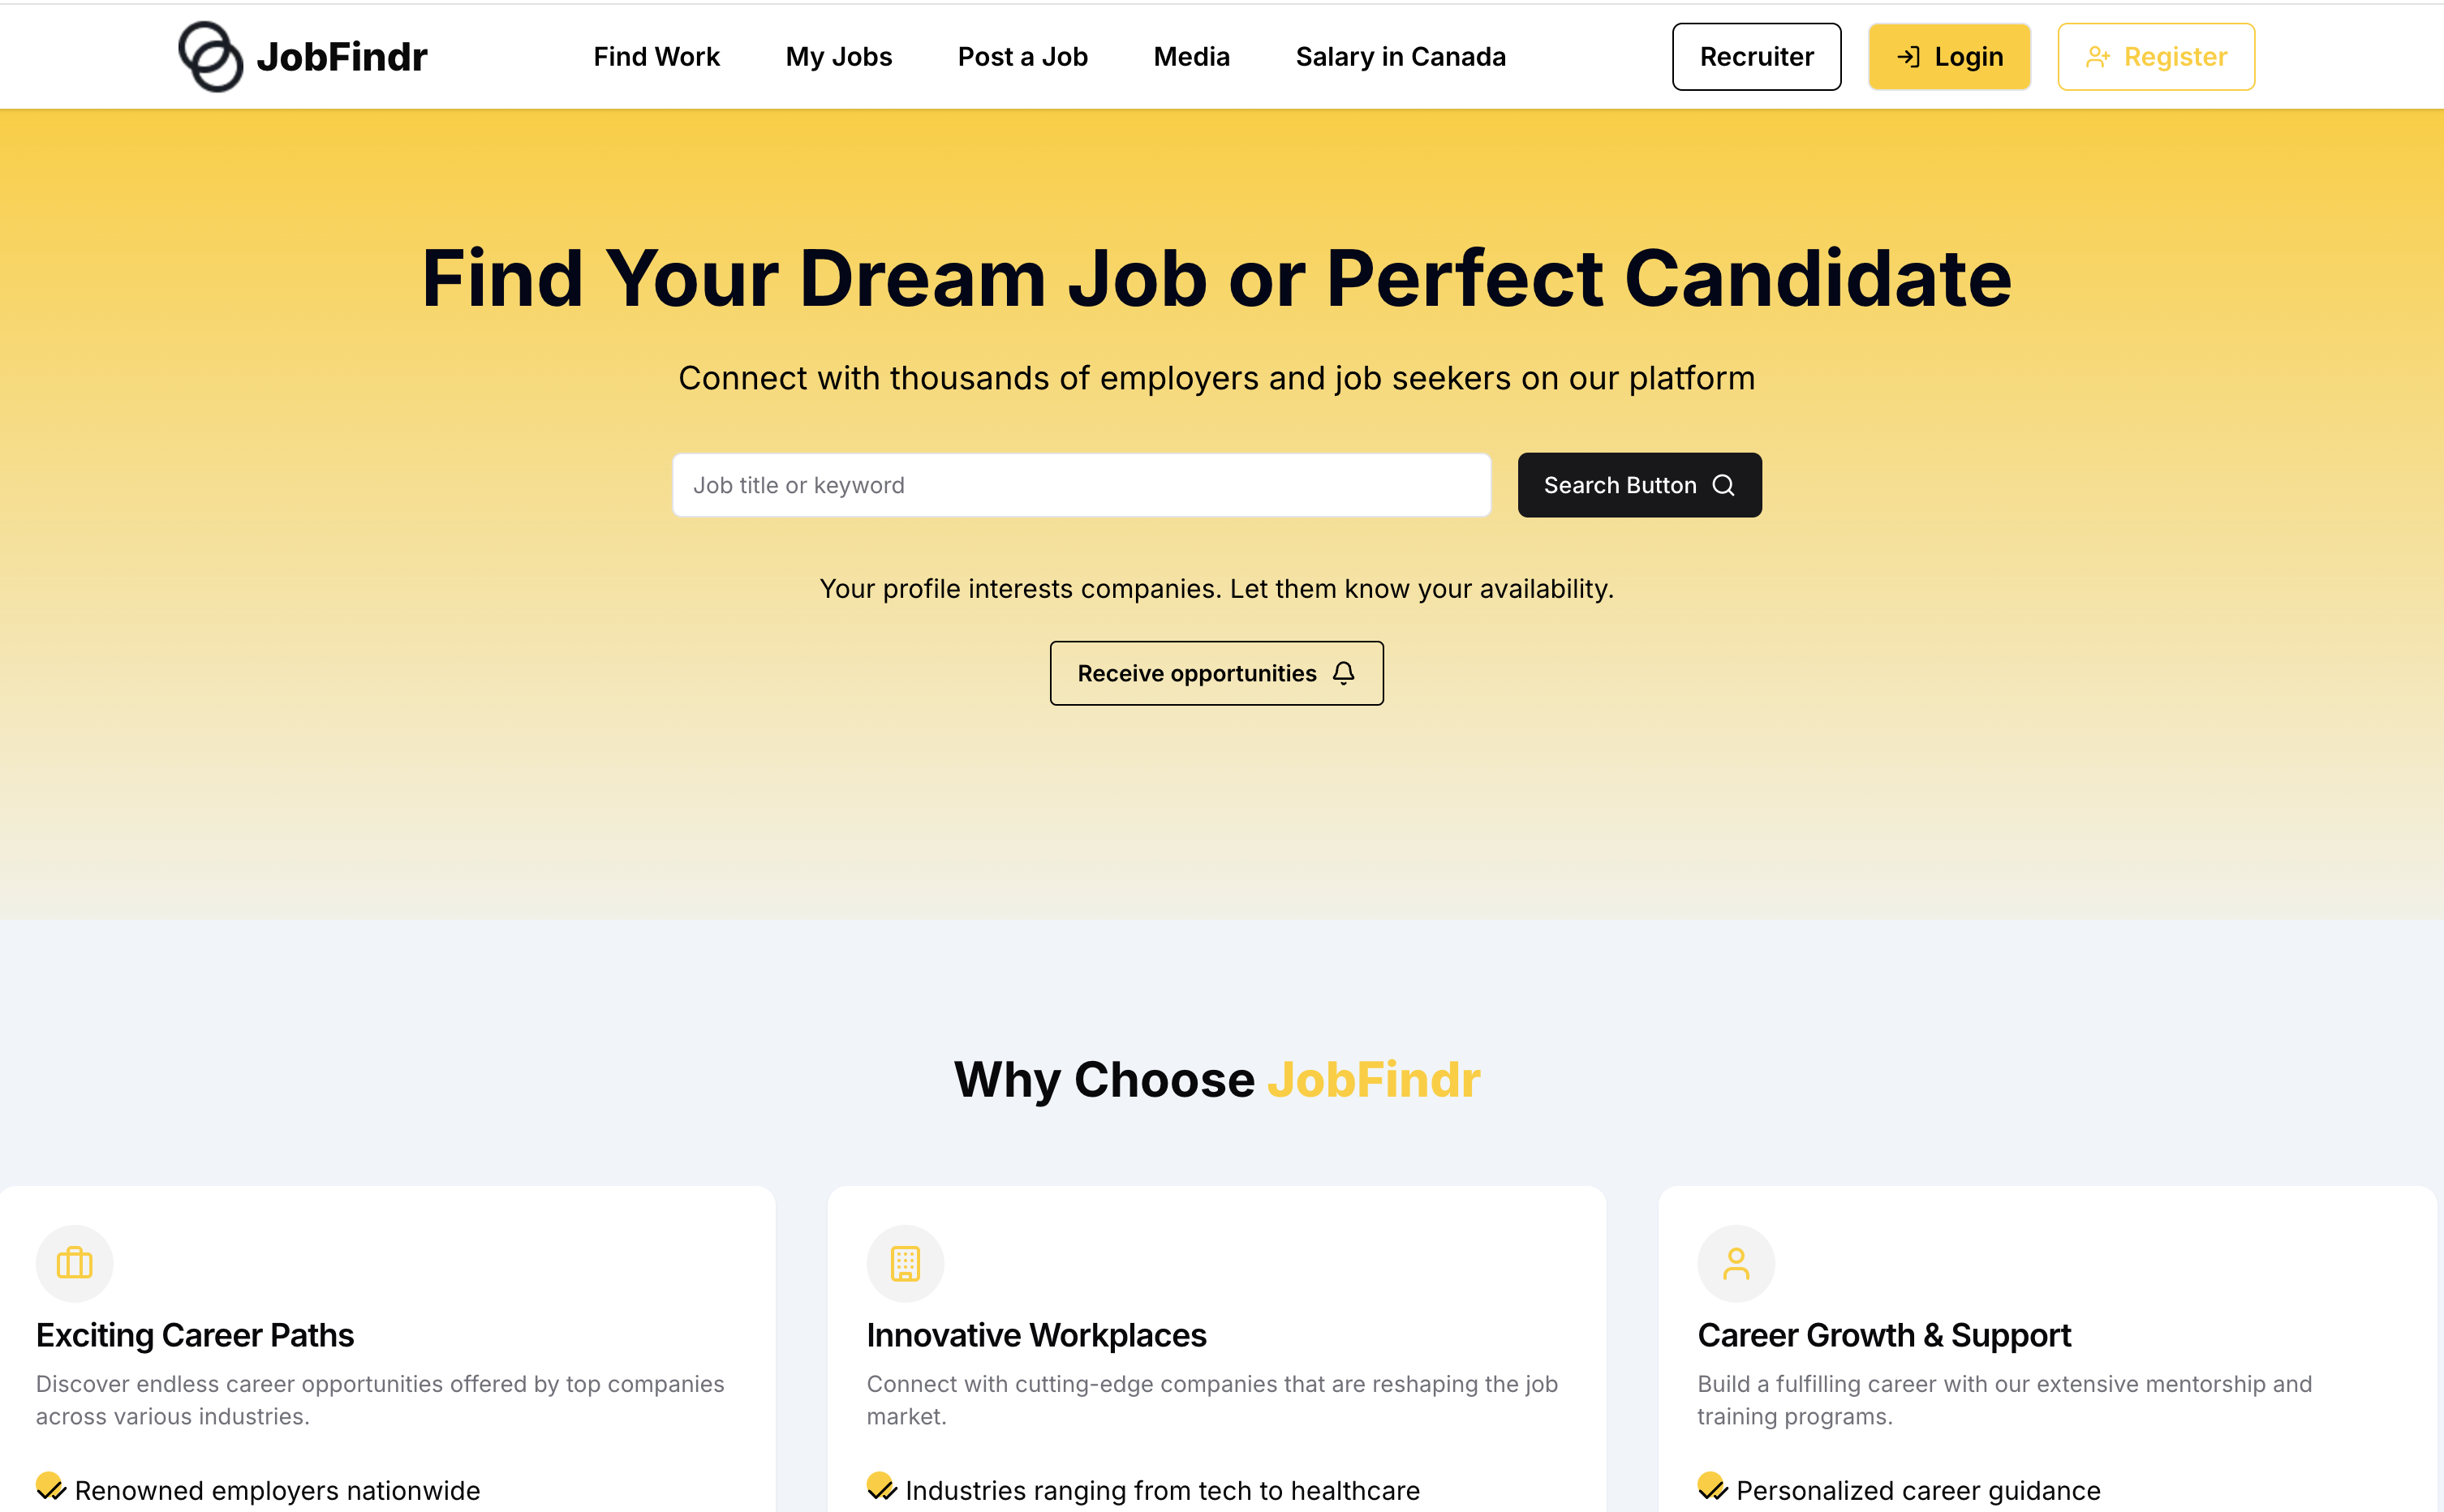 JobFindr
Find Work
My Jobs
Post a Job
Media
Salary in Canada
Recruiter
Login
Register
Find Your Dream Job or Perfect Candidate
Connect with thousands of employers and job seekers on our platform
Job title or keyword
Search Button
Your profile interests companies. Let them know your availability.
Receive opportunities
Why Choose JobFindr
Exciting Career Paths
Discover endless career opportunities offered by top companies
across various industries.
Renowned employers nationwide
Innovative Workplaces
Connect with cutting-edge companies that are reshaping the job
market.
Industries ranging from tech to healthcare
Career Growth & Support
Build a fulfilling career with our extensive mentorship and
training programs.
Personalized career guidance